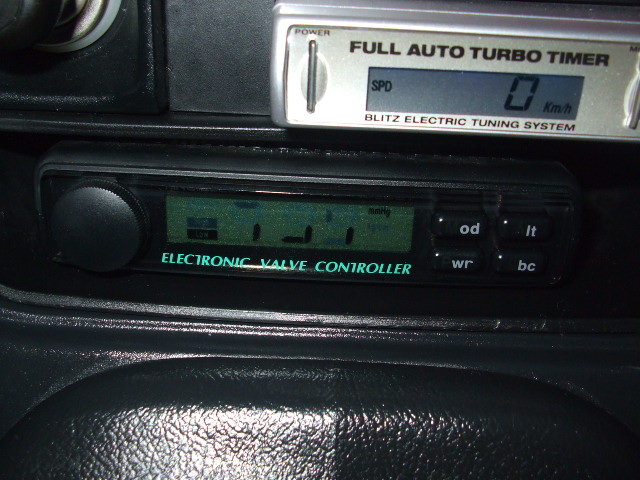 POWER
FULL AUTO TURBO TIMER
SPD 0 Km/h
BLITZ ELECTRIC TUNING SYSTEM
mmHg
od lt
ELECTRONIC VALVE CONTROLLER
wr bc